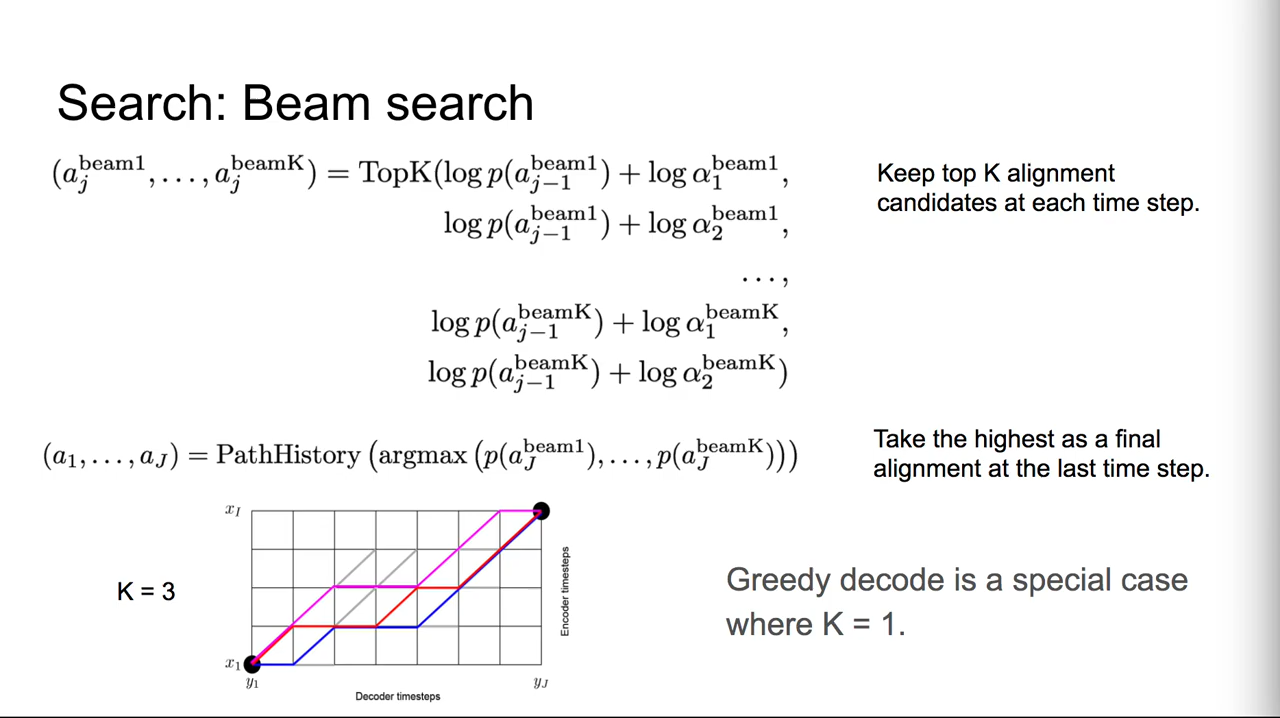 Search: Beam search
(a_j^{beam1}, ..., a_j^{beamK}) = TopK(log p(a_{j-1}^{beam1}) + log α_1^{beam1},
log p(a_{j-1}^{beam1}) + log α_2^{beam1},
...,
log p(a_{j-1}^{beamK}) + log α_1^{beamK},
log p(a_{j-1}^{beamK}) + log α_2^{beamK})
Keep top K alignment
candidates at each time step.
(a_1, ..., a_J) = PathHistory (argmax (p(a_J^{beam1}), ..., p(a_J^{beamK})))
Take the highest as a final
alignment at the last time step.
K = 3
x_I
x_1
y_1
y_J
Decoder timesteps
Encoder timesteps
Greedy decode is a special case
where K = 1.